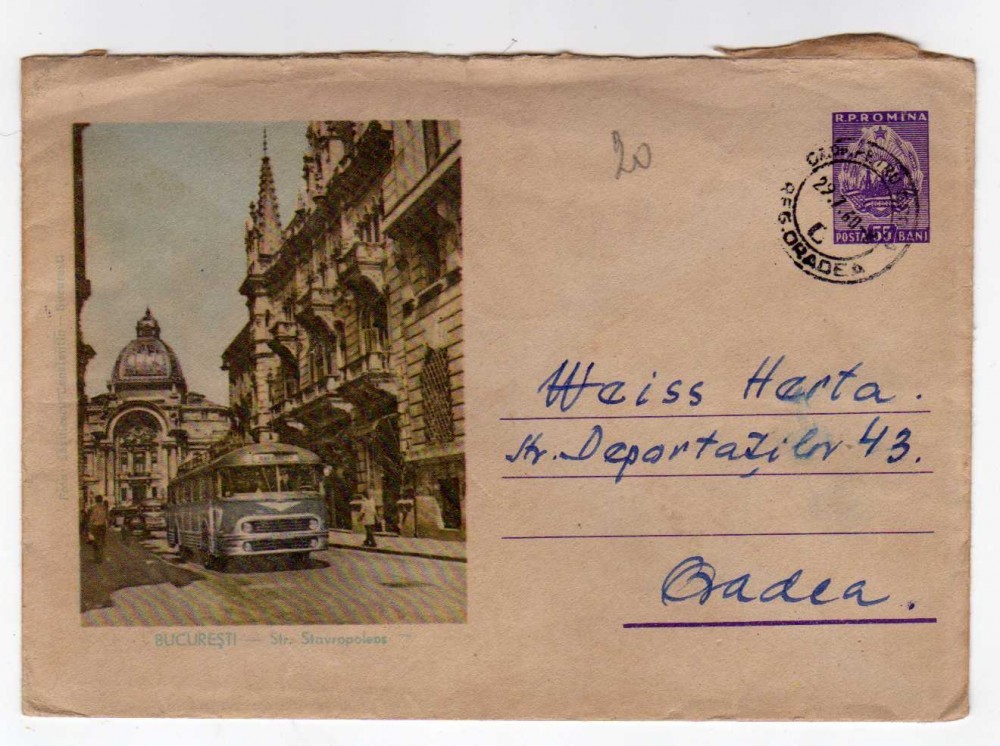 20
R.P.ROMINA
POSTA 55 BANI
29.7.60
REG. ORADEA
Weiss Herta.
str. Deportaţilor 43.
Oradea.
BUCUREŞTI — Str. Stavropoleos